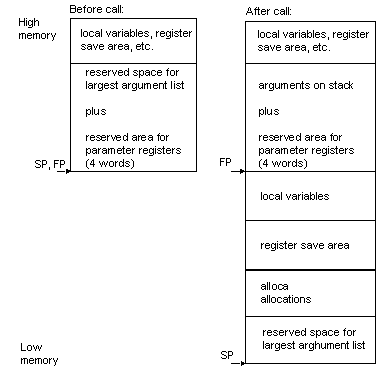 High
memory
Before call:
local variables, register
save area, etc.
reserved space for
largest argument list
plus
reserved area for
parameter registers
(4 words)
SP, FP
After call:
local variables, register
save area, etc.
arguments on stack
plus
reserved area for
parameter registers
(4 words)
FP
local variables
register save area
alloca
allocations
reserved space for
largest arghument list
SP
Low
memory